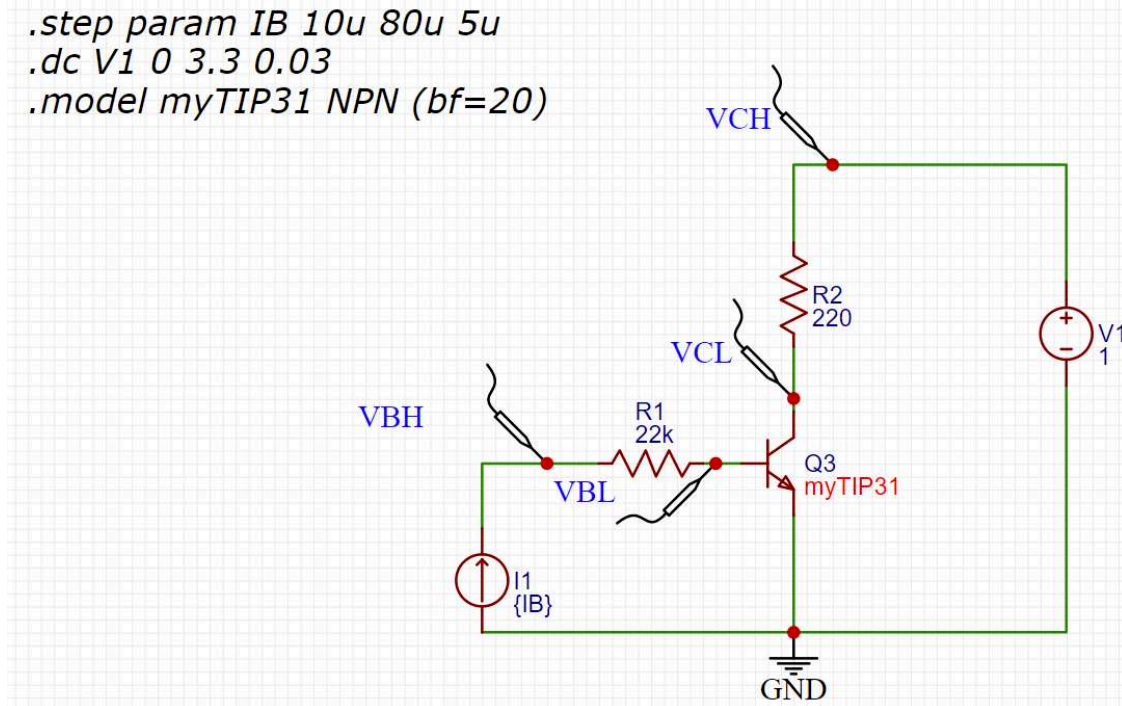 .step param IB 10u 80u 5u
.dc V1 0 3.3 0.03
.model myTIP31 NPN (bf=20)
VCH
R2
220
V1
1
VCL
VBH
R1
22k
VBL
Q3
myTIP31
I1
{IB}
GND